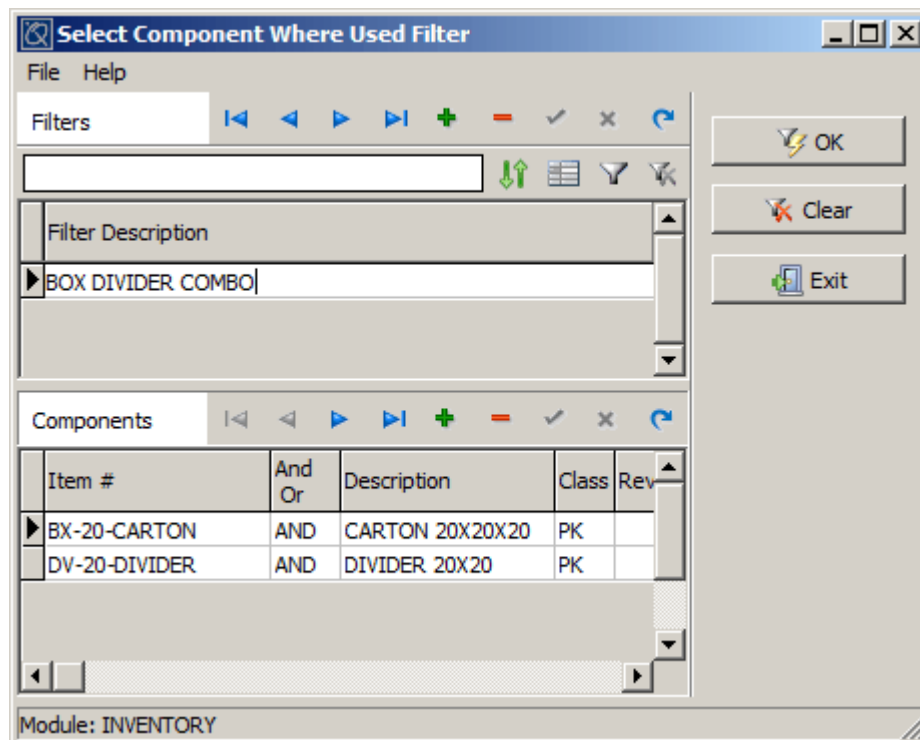 Select Component Where Used Filter
File Help
Filters
OK
Clear
Filter Description
BOX DIVIDER COMBO
Exit
Components
Item # And Or Description Class Rev
BX-20-CARTON AND CARTON 20X20X20 PK
DV-20-DIVIDER AND DIVIDER 20X20 PK
Module: INVENTORY